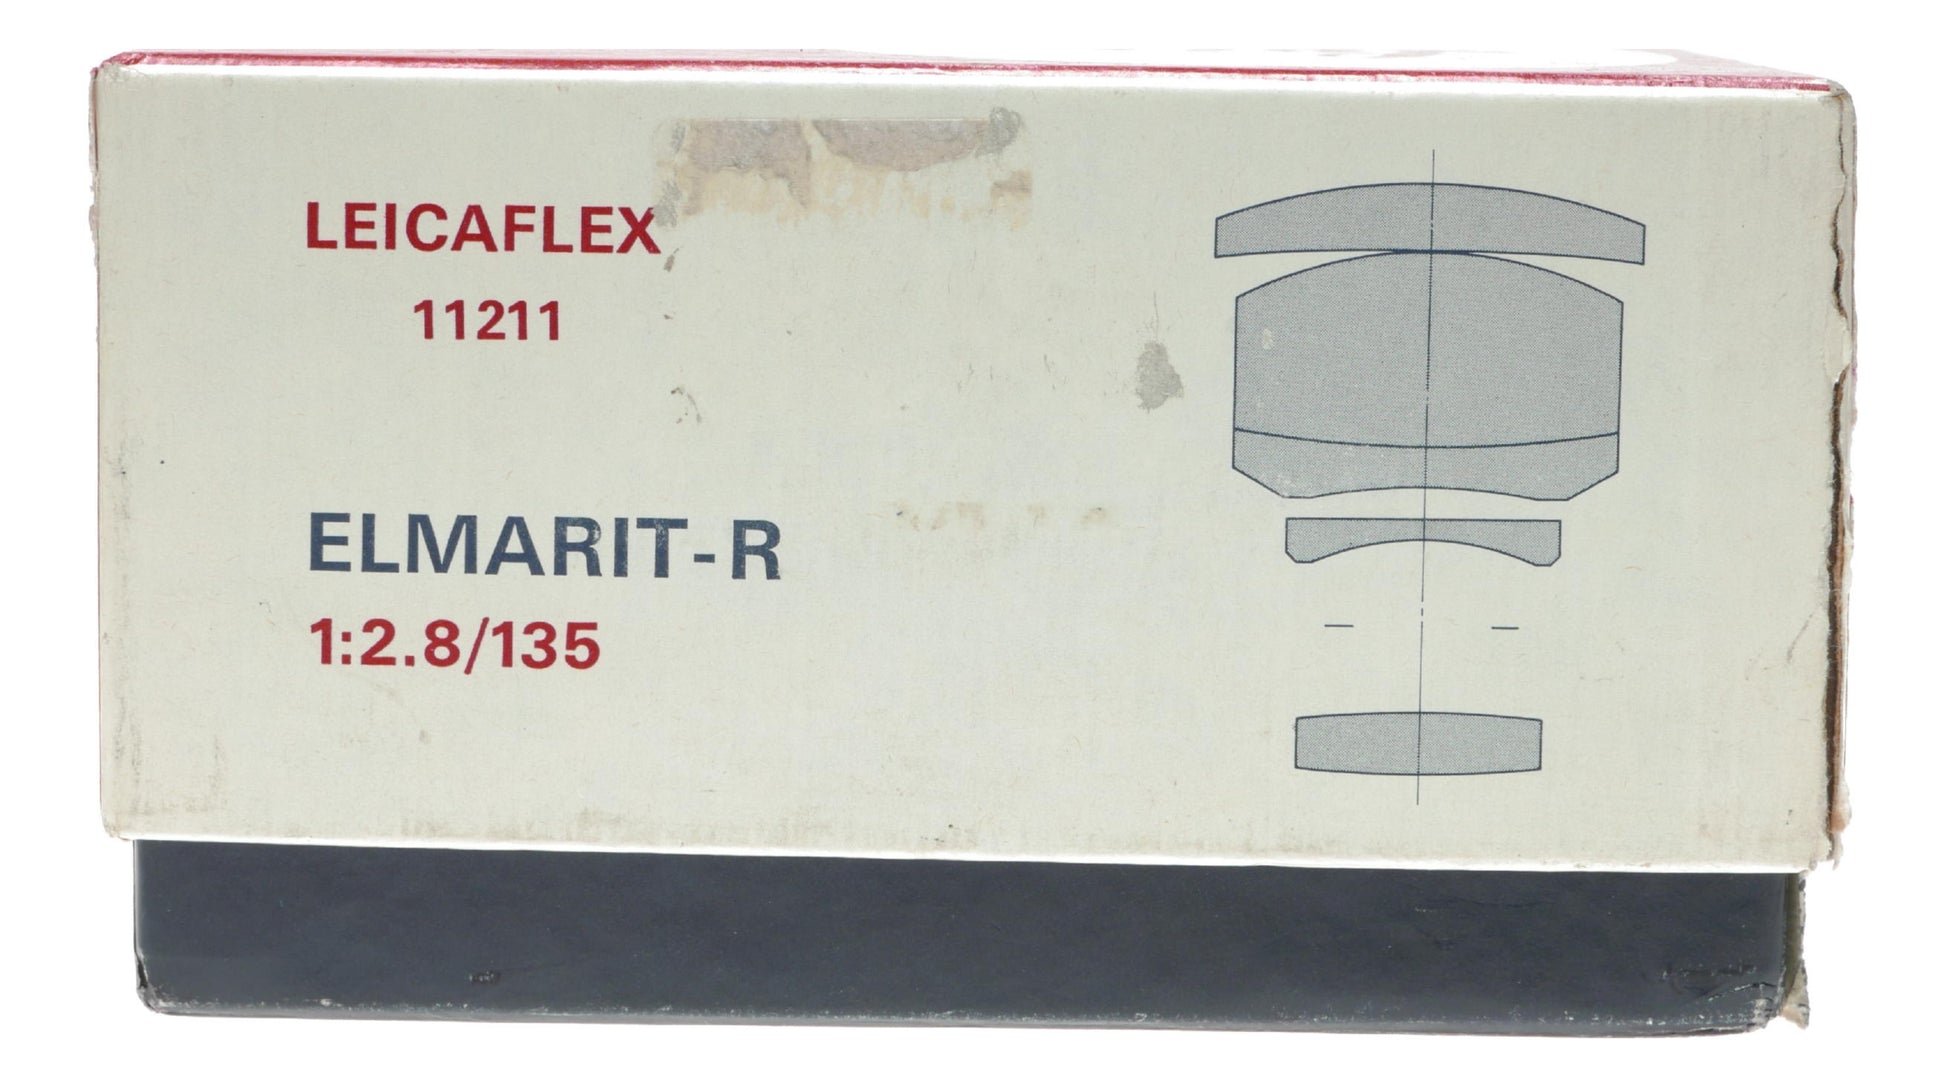 LEICAFLEX
11211
ELMARIT-R
1:2.8/135